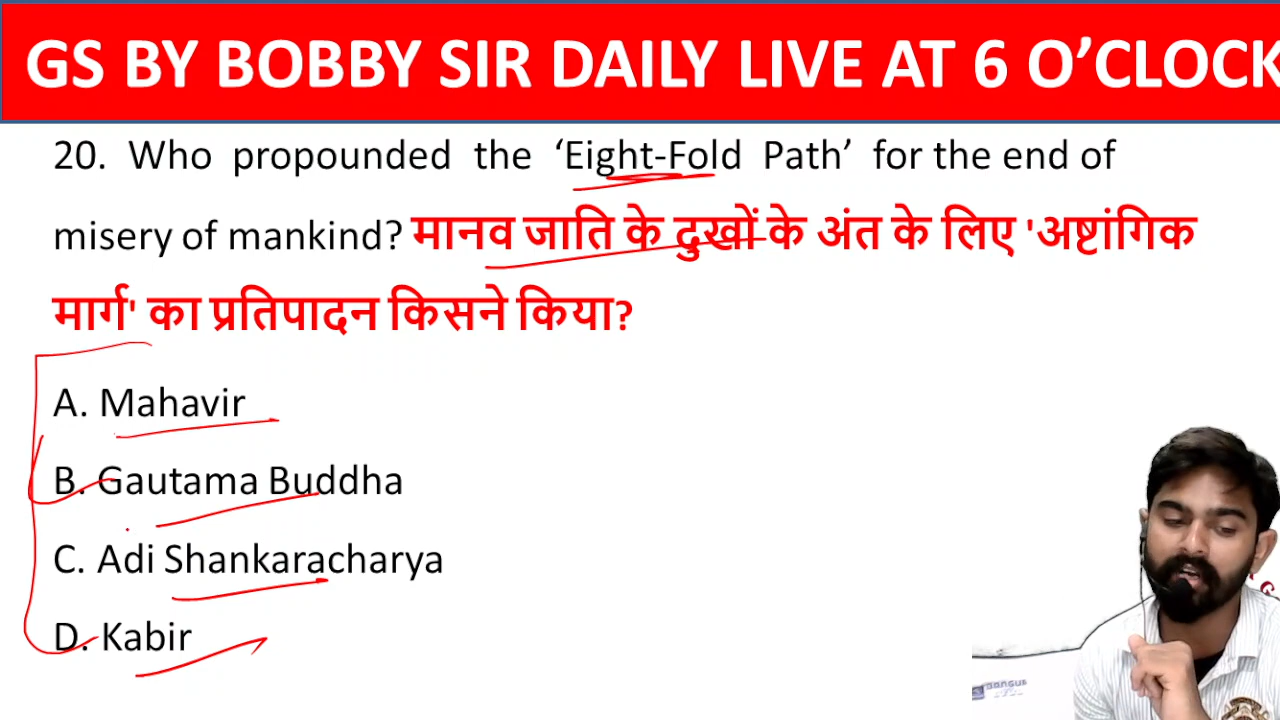 GS BY BOBBY SIR DAILY LIVE AT 6 O’CLOCK
20. Who propounded the ‘Eight-Fold Path’ for the end of
misery of mankind? मानव जाति के दुखों के अंत के लिए 'अष्टांगिक
मार्ग' का प्रतिपादन किसने किया?
A. Mahavir
B. Gautama Buddha
C. Adi Shankaracharya
D. Kabir